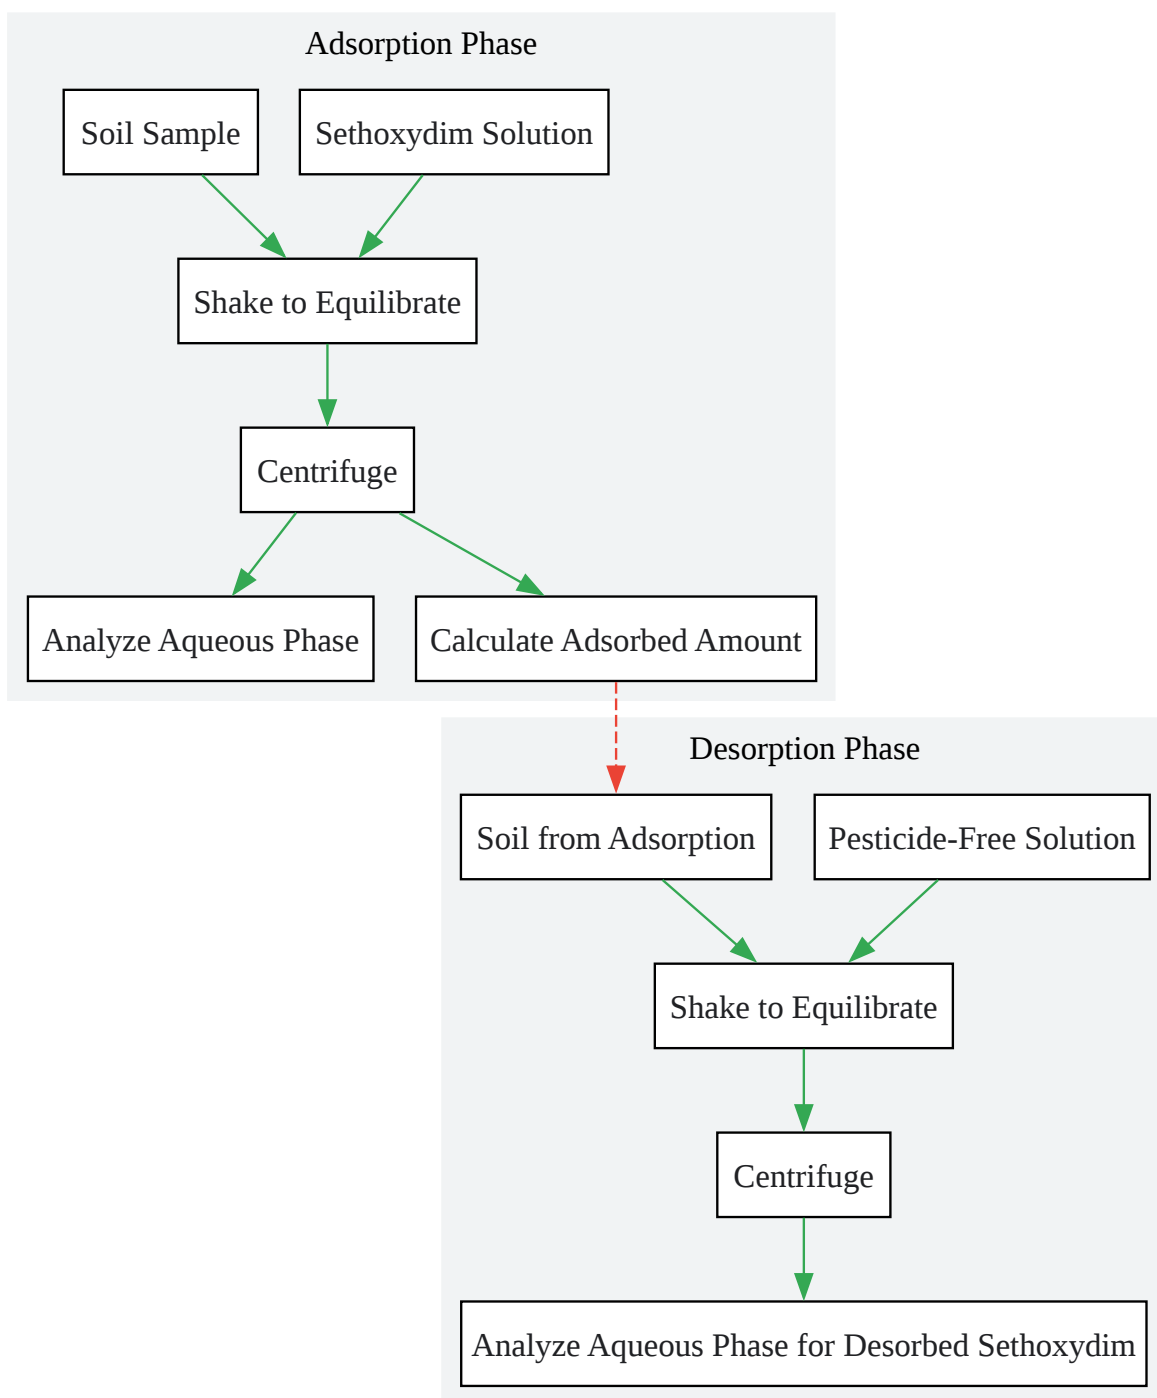 Adsorption Phase
Soil Sample
Sethoxydim Solution
Shake to Equilibrate
Centrifuge
Analyze Aqueous Phase
Calculate Adsorbed Amount
Desorption Phase
Soil from Adsorption
Pesticide-Free Solution
Shake to Equilibrate
Centrifuge
Analyze Aqueous Phase for Desorbed Sethoxydim